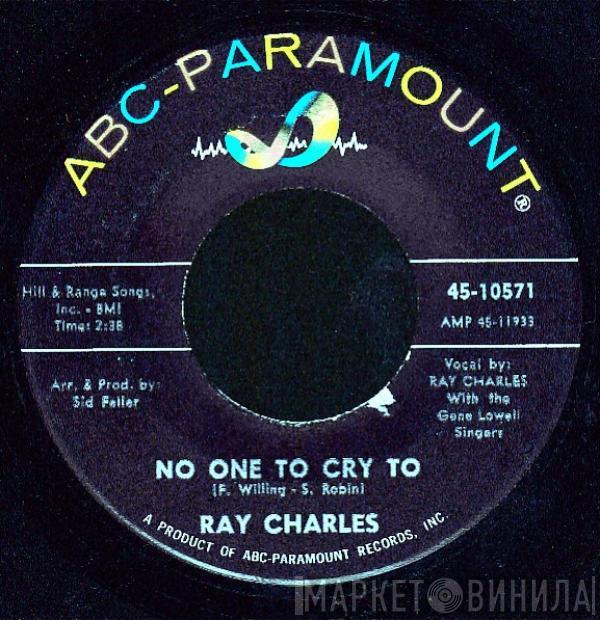 ABC-PARAMOUNT®
Hill & Range Songs,
Inc. - BMI
Time: 2:38
45-10571
AMP 45-11933
Arr. & Prod. by:
Sid Feller
Vocal by:
RAY CHARLES
With the
Gene Lowell
Singers
NO ONE TO CRY TO
(F. Willing - S. Robin)
RAY CHARLES
A PRODUCT OF ABC-PARAMOUNT RECORDS, INC.
МАРКЕТ ВИНИЛА